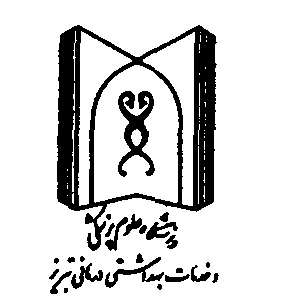 دانشگاه علوم پزشکی
و خدمات بهداشتی درمانی تبریز